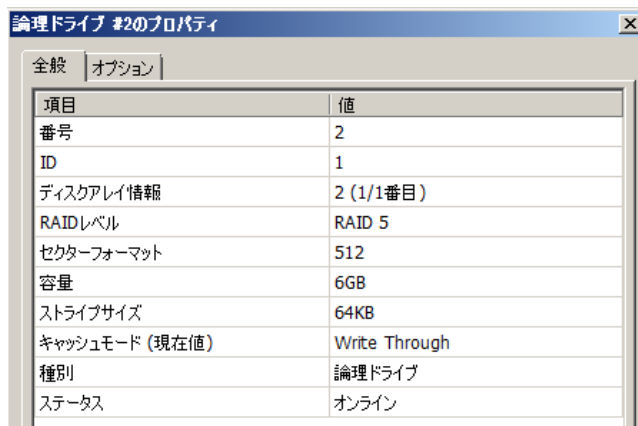 論理ドライブ #2のプロパティ
全般 オプション
項目 値
番号 2
ID 1
ディスクアレイ情報 2 (1/1番目)
RAIDレベル RAID 5
セクターフォーマット 512
容量 6GB
ストライプサイズ 64KB
キャッシュモード (現在値) Write Through
種別 論理ドライブ
ステータス オンライン